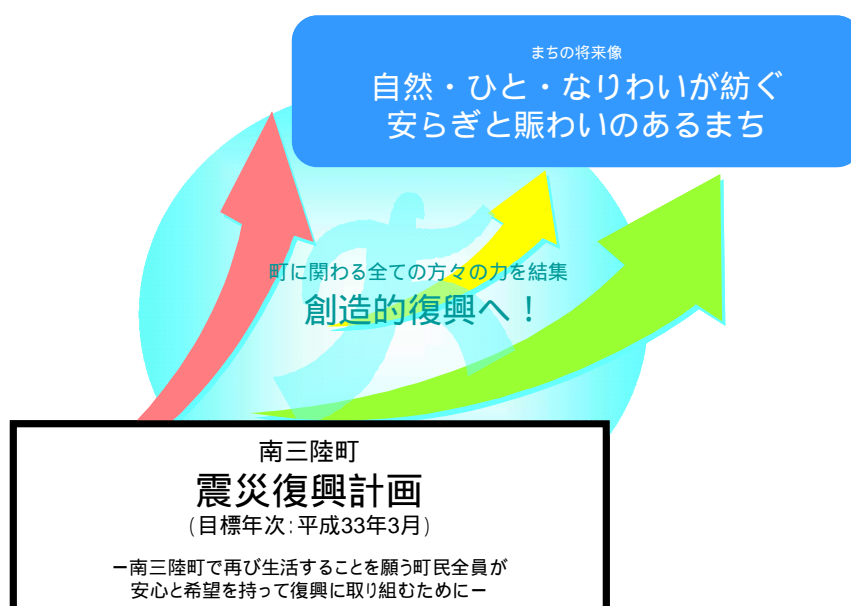 まちの将来像
自然・ひと・なりわいが紡ぐ
安らぎと賑わいのあるまち
町に関わる全ての方々の力を結集
創造的復興へ！
南三陸町
震災復興計画
(目標年次:平成33年3月)
ー南三陸町で再び生活することを願う町民全員が
安心と希望を持って復興に取り組むためにー